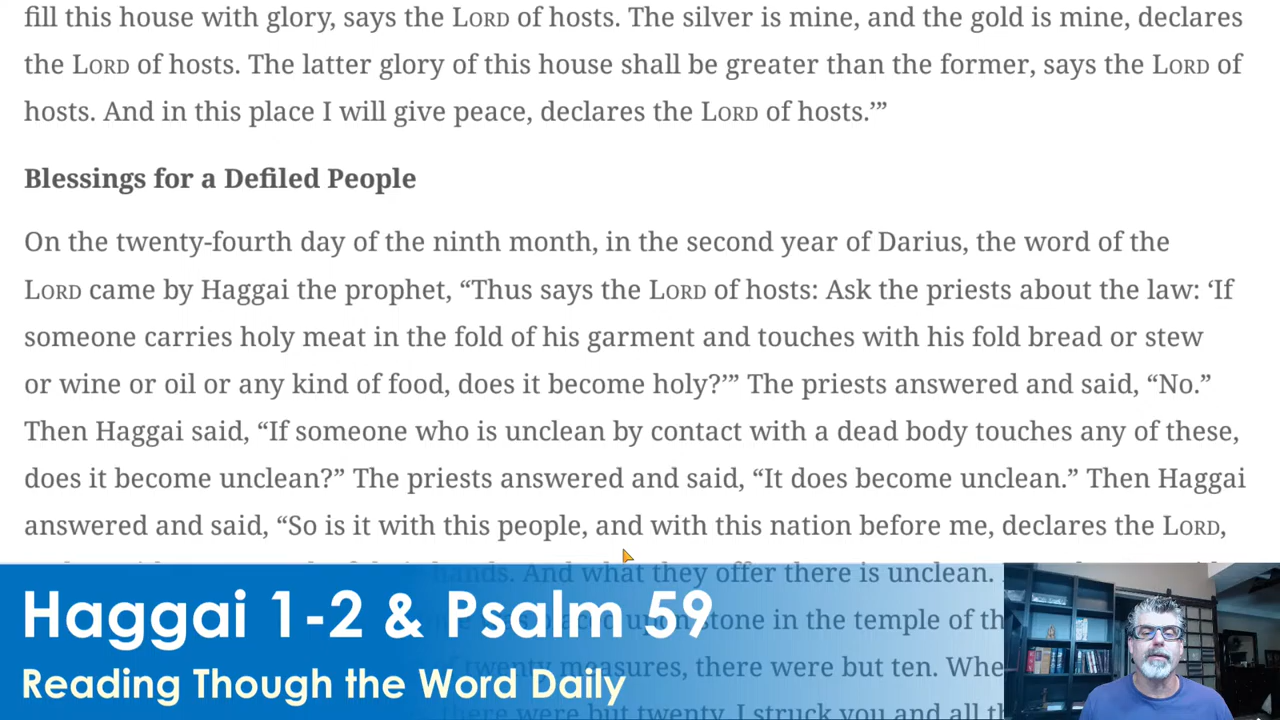 fill this house with glory, says the LORD of hosts. The silver is mine, and the gold is mine, declares
the LORD of hosts. The latter glory of this house shall be greater than the former, says the LORD of
hosts. And in this place I will give peace, declares the LORD of hosts.’”
Blessings for a Defiled People
On the twenty-fourth day of the ninth month, in the second year of Darius, the word of the
LORD came by Haggai the prophet, “Thus says the LORD of hosts: Ask the priests about the law: ‘If
someone carries holy meat in the fold of his garment and touches with his fold bread or stew
or wine or oil or any kind of food, does it become holy?’” The priests answered and said, “No.”
Then Haggai said, “If someone who is unclean by contact with a dead body touches any of these,
does it become unclean?” The priests answered and said, “It does become unclean.” Then Haggai
answered and said, “So is it with this people, and with this nation before me, declares the LORD,
hands. And what they offer there is unclean.
upon stone in the temple of th
twenty measures, there were but ten. Whe
there were but twenty. I struck you and all th
Haggai 1-2 & Psalm 59
Reading Though the Word Daily